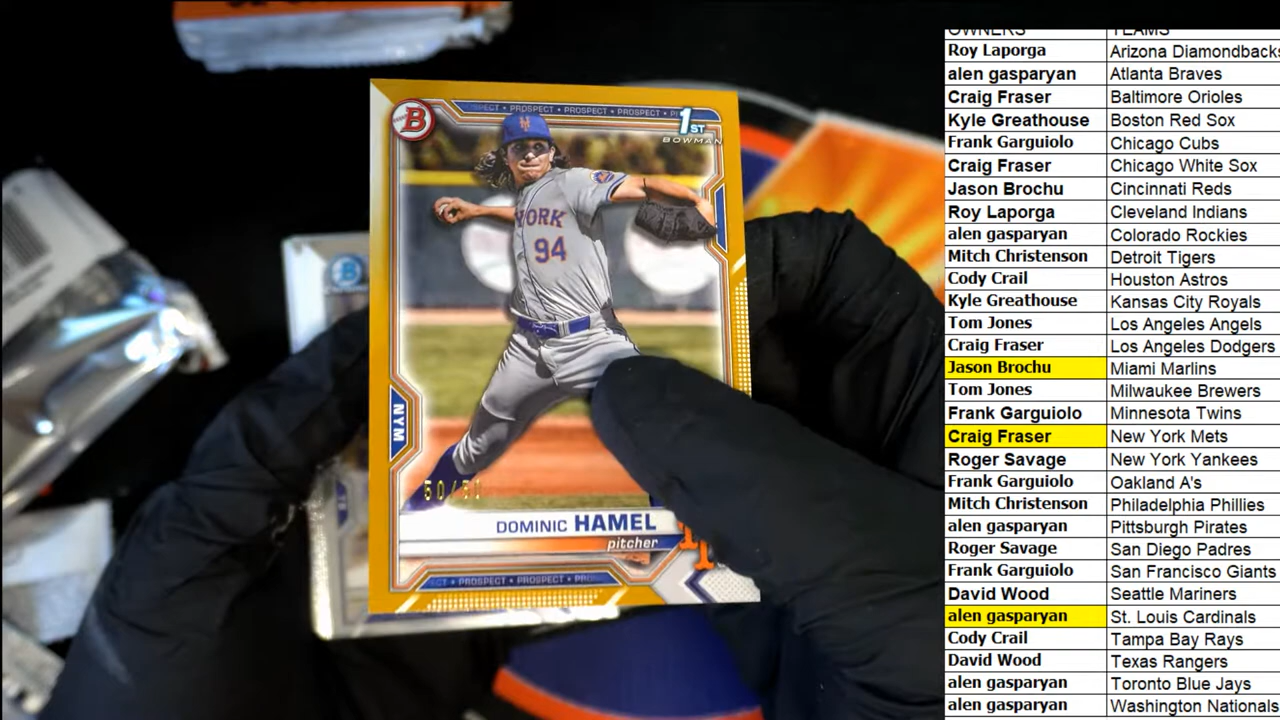 B
PROSPECT • PROSPECT • PROSPECT
1ST
BOWMAN
NY
YORK
94
NYM
50/50
DOMINIC HAMEL
pitcher
PROSPECT • PROSPECT
B
OWNERS TEAMS
Roy Laporga Arizona Diamondbacks
alen gasparyan Atlanta Braves
Craig Fraser Baltimore Orioles
Kyle Greathouse Boston Red Sox
Frank Garguiolo Chicago Cubs
Craig Fraser Chicago White Sox
Jason Brochu Cincinnati Reds
Roy Laporga Cleveland Indians
alen gasparyan Colorado Rockies
Mitch Christenson Detroit Tigers
Cody Crail Houston Astros
Kyle Greathouse Kansas City Royals
Tom Jones Los Angeles Angels
Craig Fraser Los Angeles Dodgers
Jason Brochu Miami Marlins
Tom Jones Milwaukee Brewers
Frank Garguiolo Minnesota Twins
Craig Fraser New York Mets
Roger Savage New York Yankees
Frank Garguiolo Oakland A's
Mitch Christenson Philadelphia Phillies
alen gasparyan Pittsburgh Pirates
Roger Savage San Diego Padres
Frank Garguiolo San Francisco Giants
David Wood Seattle Mariners
alen gasparyan St. Louis Cardinals
Cody Crail Tampa Bay Rays
David Wood Texas Rangers
alen gasparyan Toronto Blue Jays
alen gasparyan Washington Nationals